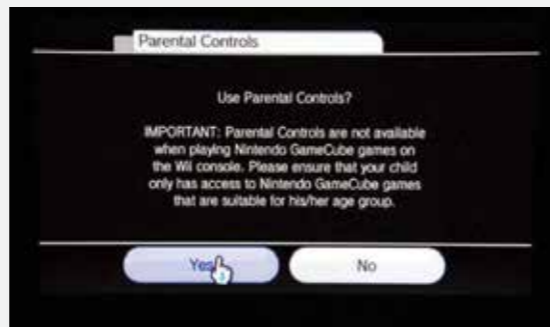 Parental Controls
Use Parental Controls?
IMPORTANT: Parental Controls are not available
when playing Nintendo GameCube games on
the Wii console. Please ensure that your child
only has access to Nintendo GameCube games
that are suitable for his/her age group.
Yes
No